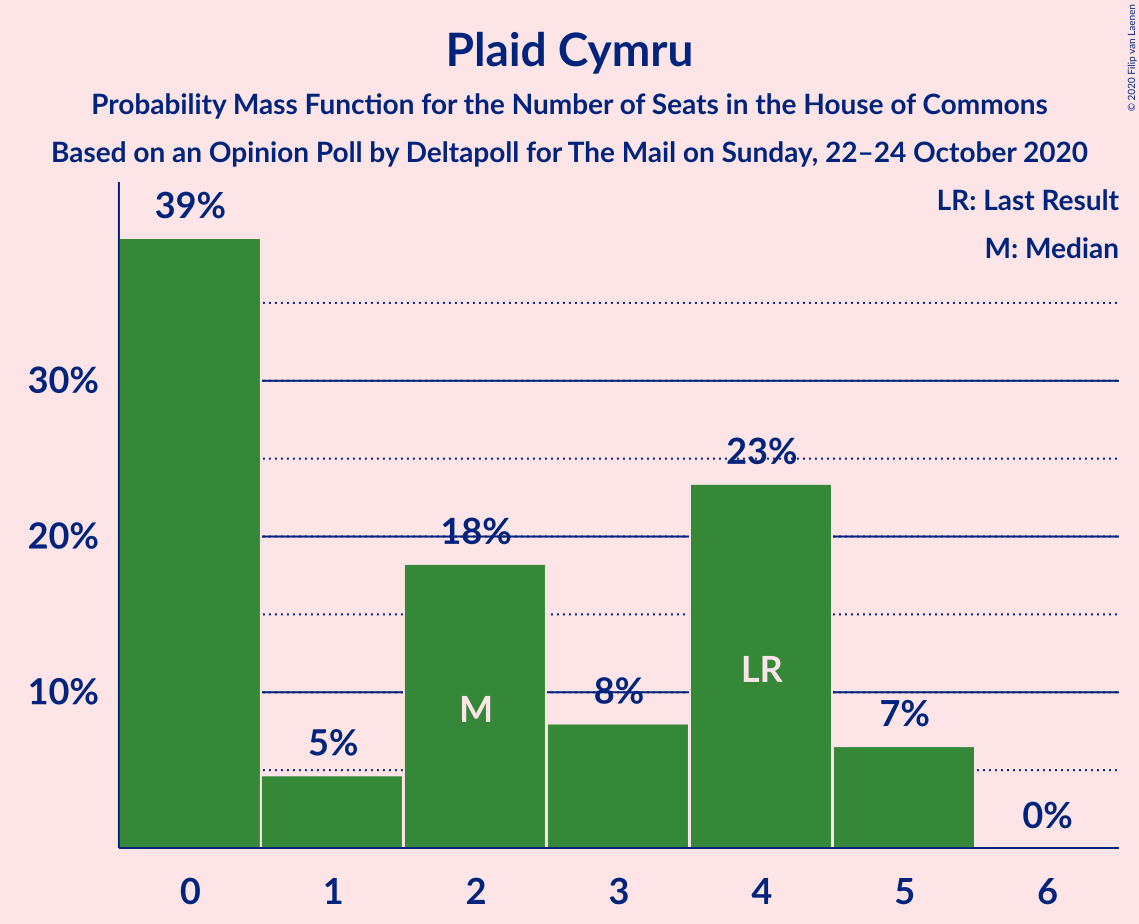 Plaid Cymru
Probability Mass Function for the Number of Seats in the House of Commons
Based on an Opinion Poll by Deltapoll for The Mail on Sunday, 22–24 October 2020
© 2020 Filip van Laenen
LR: Last Result
M: Median
39%
30%
23%
20%
18%
10%
LR
M
8%
7%
5%
0%
0 1 2 3 4 5 6